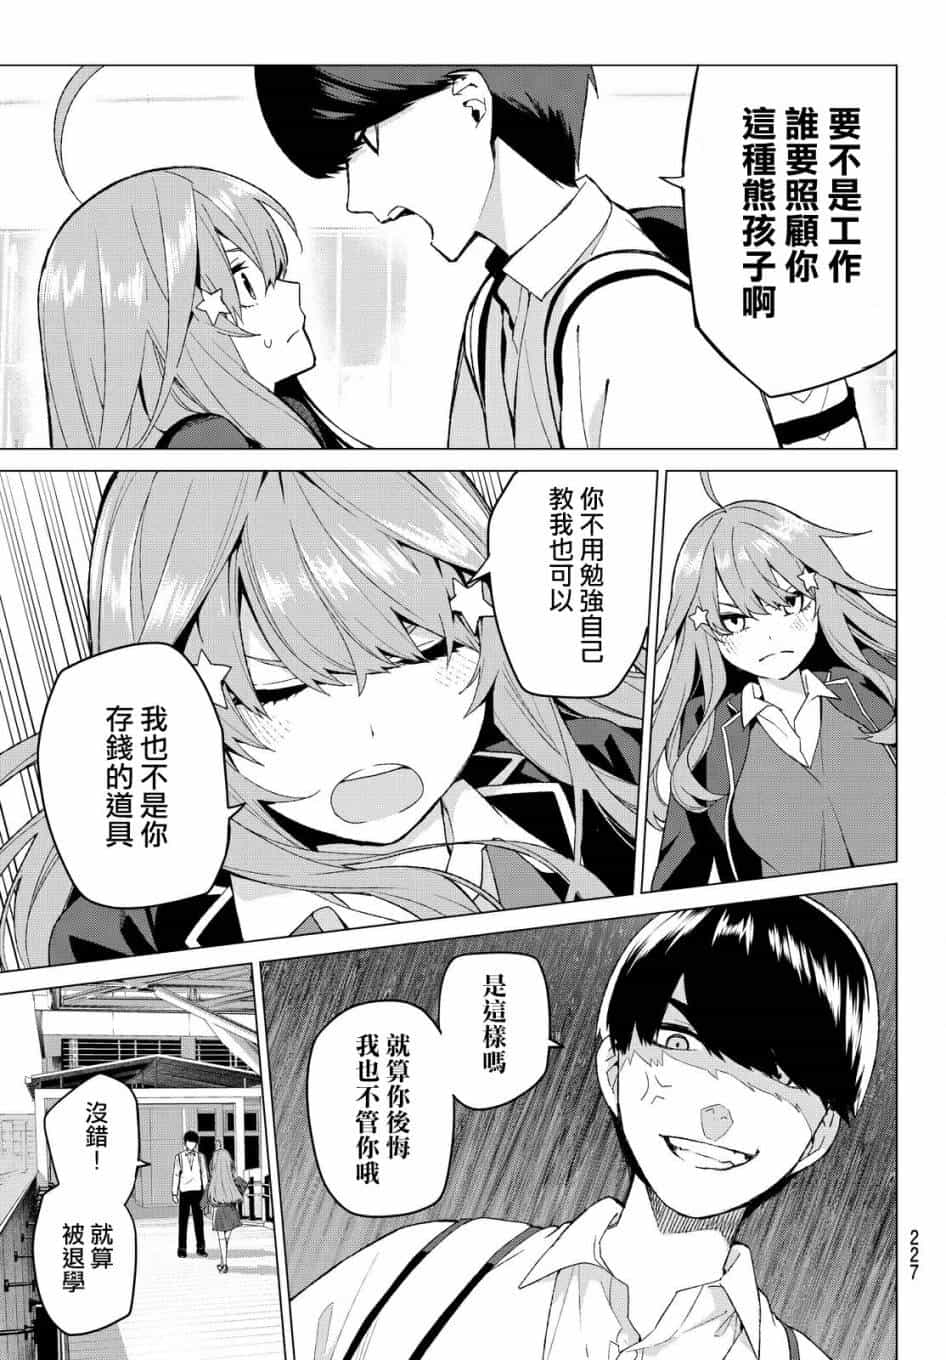 要不是工作
誰要照顧你
這種熊孩子啊
你不用勉強自己
教我也可以
我也不是你
存錢的道具
是這樣嗎
就算你後悔
我也不管你哦
沒錯！
就算
被退學
227